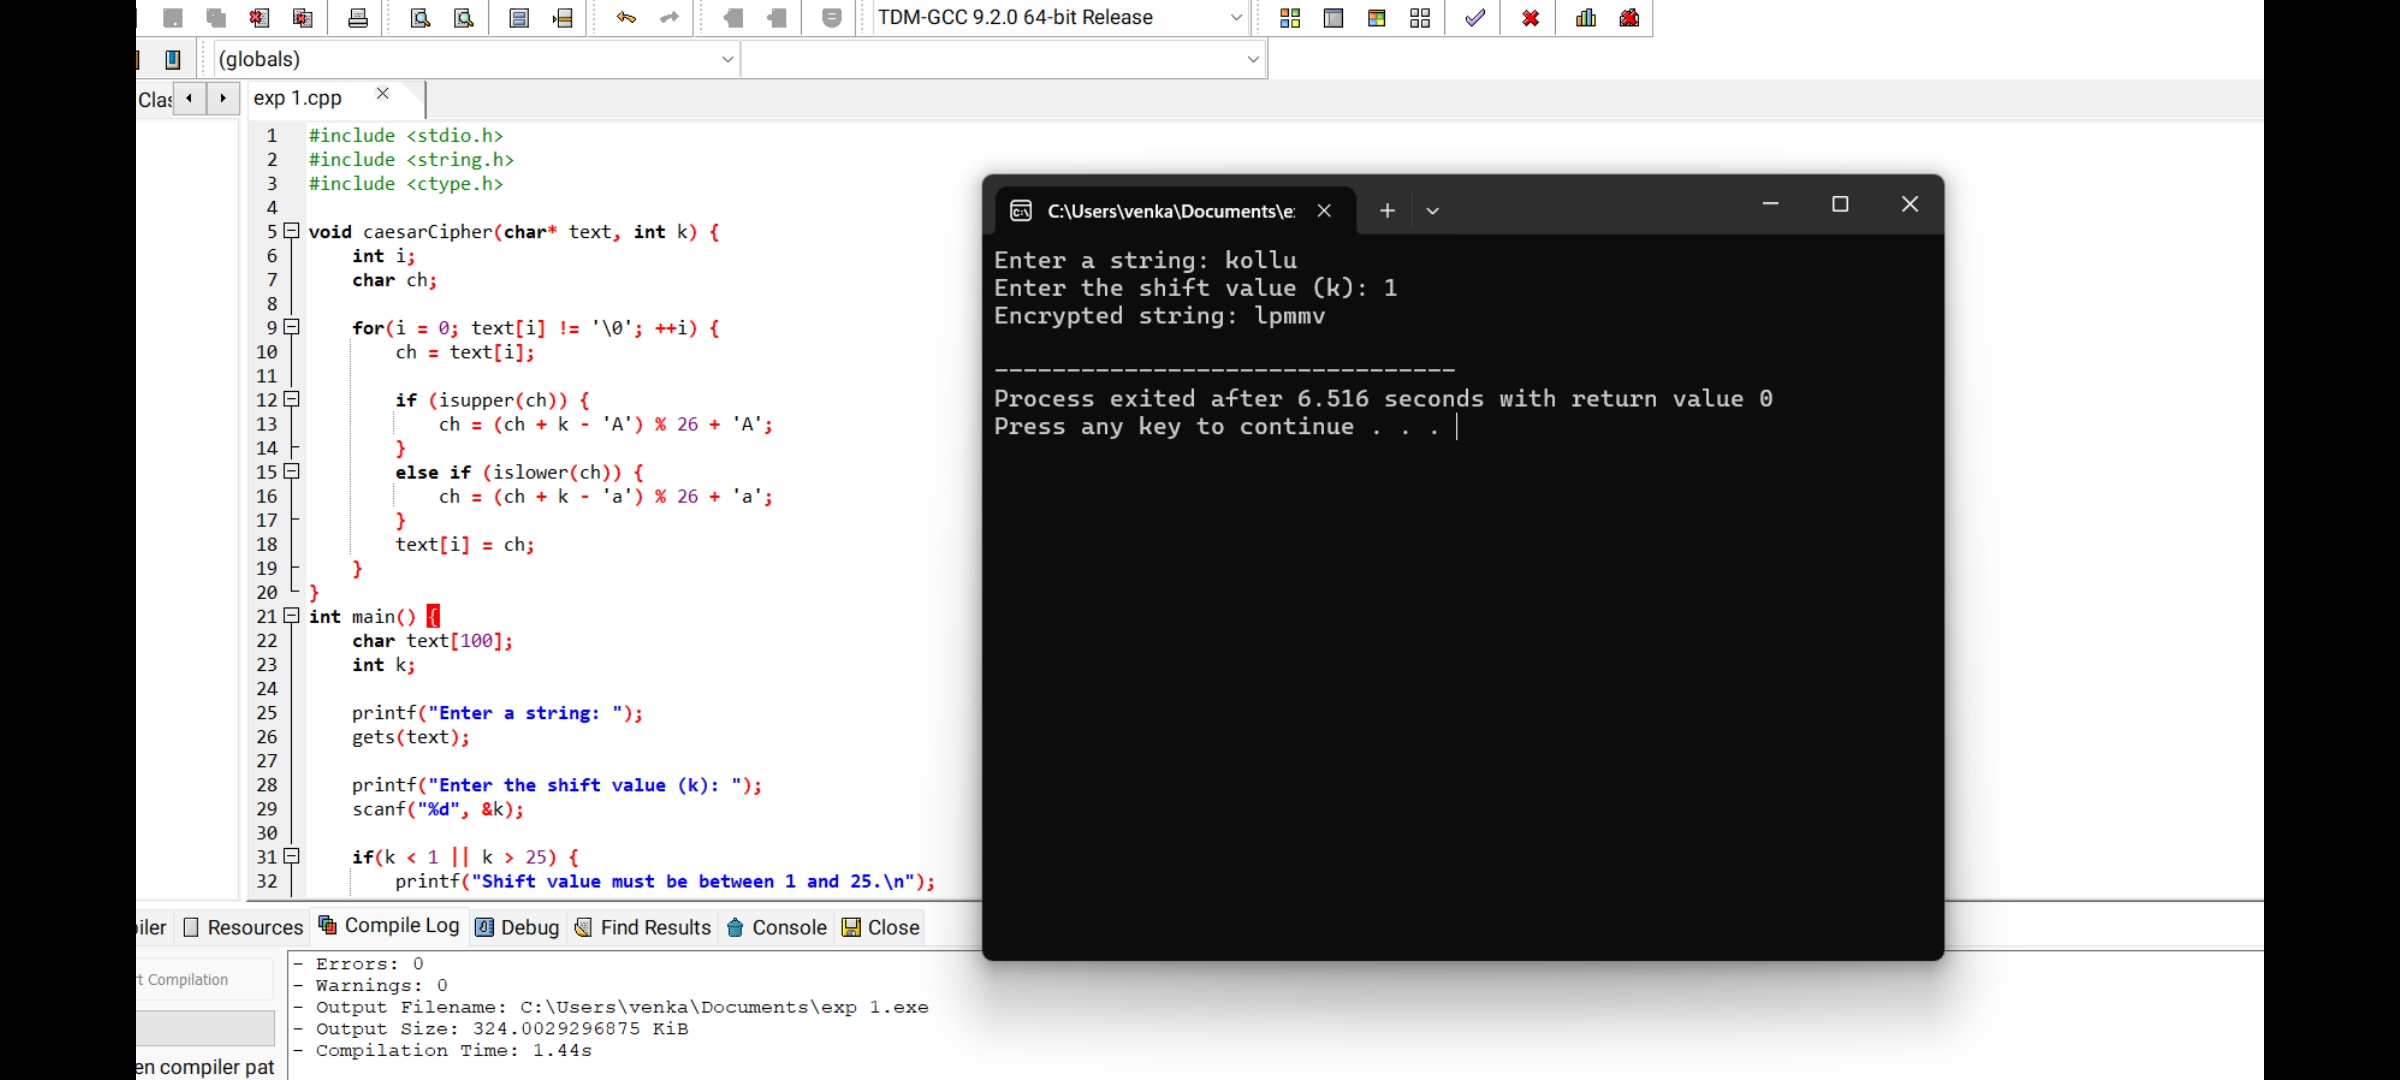 TDM-GCC 9.2.0 64-bit Release
(globals)
Clas
exp 1.cpp
1 #include <stdio.h>
2 #include <string.h>
3 #include <ctype.h>
4
5 void caesarCipher(char* text, int k) {
6 int i;
7 char ch;
8
9 for(i = 0; text[i] != '\0'; ++i) {
10 ch = text[i];
11
12 if (isupper(ch)) {
13 ch = (ch + k - 'A') % 26 + 'A';
14 }
15 else if (islower(ch)) {
16 ch = (ch + k - 'a') % 26 + 'a';
17 }
18 text[i] = ch;
19 }
20 }
21 int main() {
22 char text[100];
23 int k;
24
25 printf("Enter a string: ");
26 gets(text);
27
28 printf("Enter the shift value (k): ");
29 scanf("%d", &k);
30
31 if(k < 1 || k > 25) {
32 printf("Shift value must be between 1 and 25.\n");
C:\Users\venka\Documents\e
Enter a string: kollu
Enter the shift value (k): 1
Encrypted string: lpmmv
--------------------------------
Process exited after 6.516 seconds with return value 0
Press any key to continue . . .
iler Resources Compile Log Debug Find Results Console Close
t Compilation
en compiler pat
- Errors: 0
- Warnings: 0
- Output Filename: C:\Users\venka\Documents\exp 1.exe
- Output Size: 324.0029296875 KiB
- Compilation Time: 1.44s